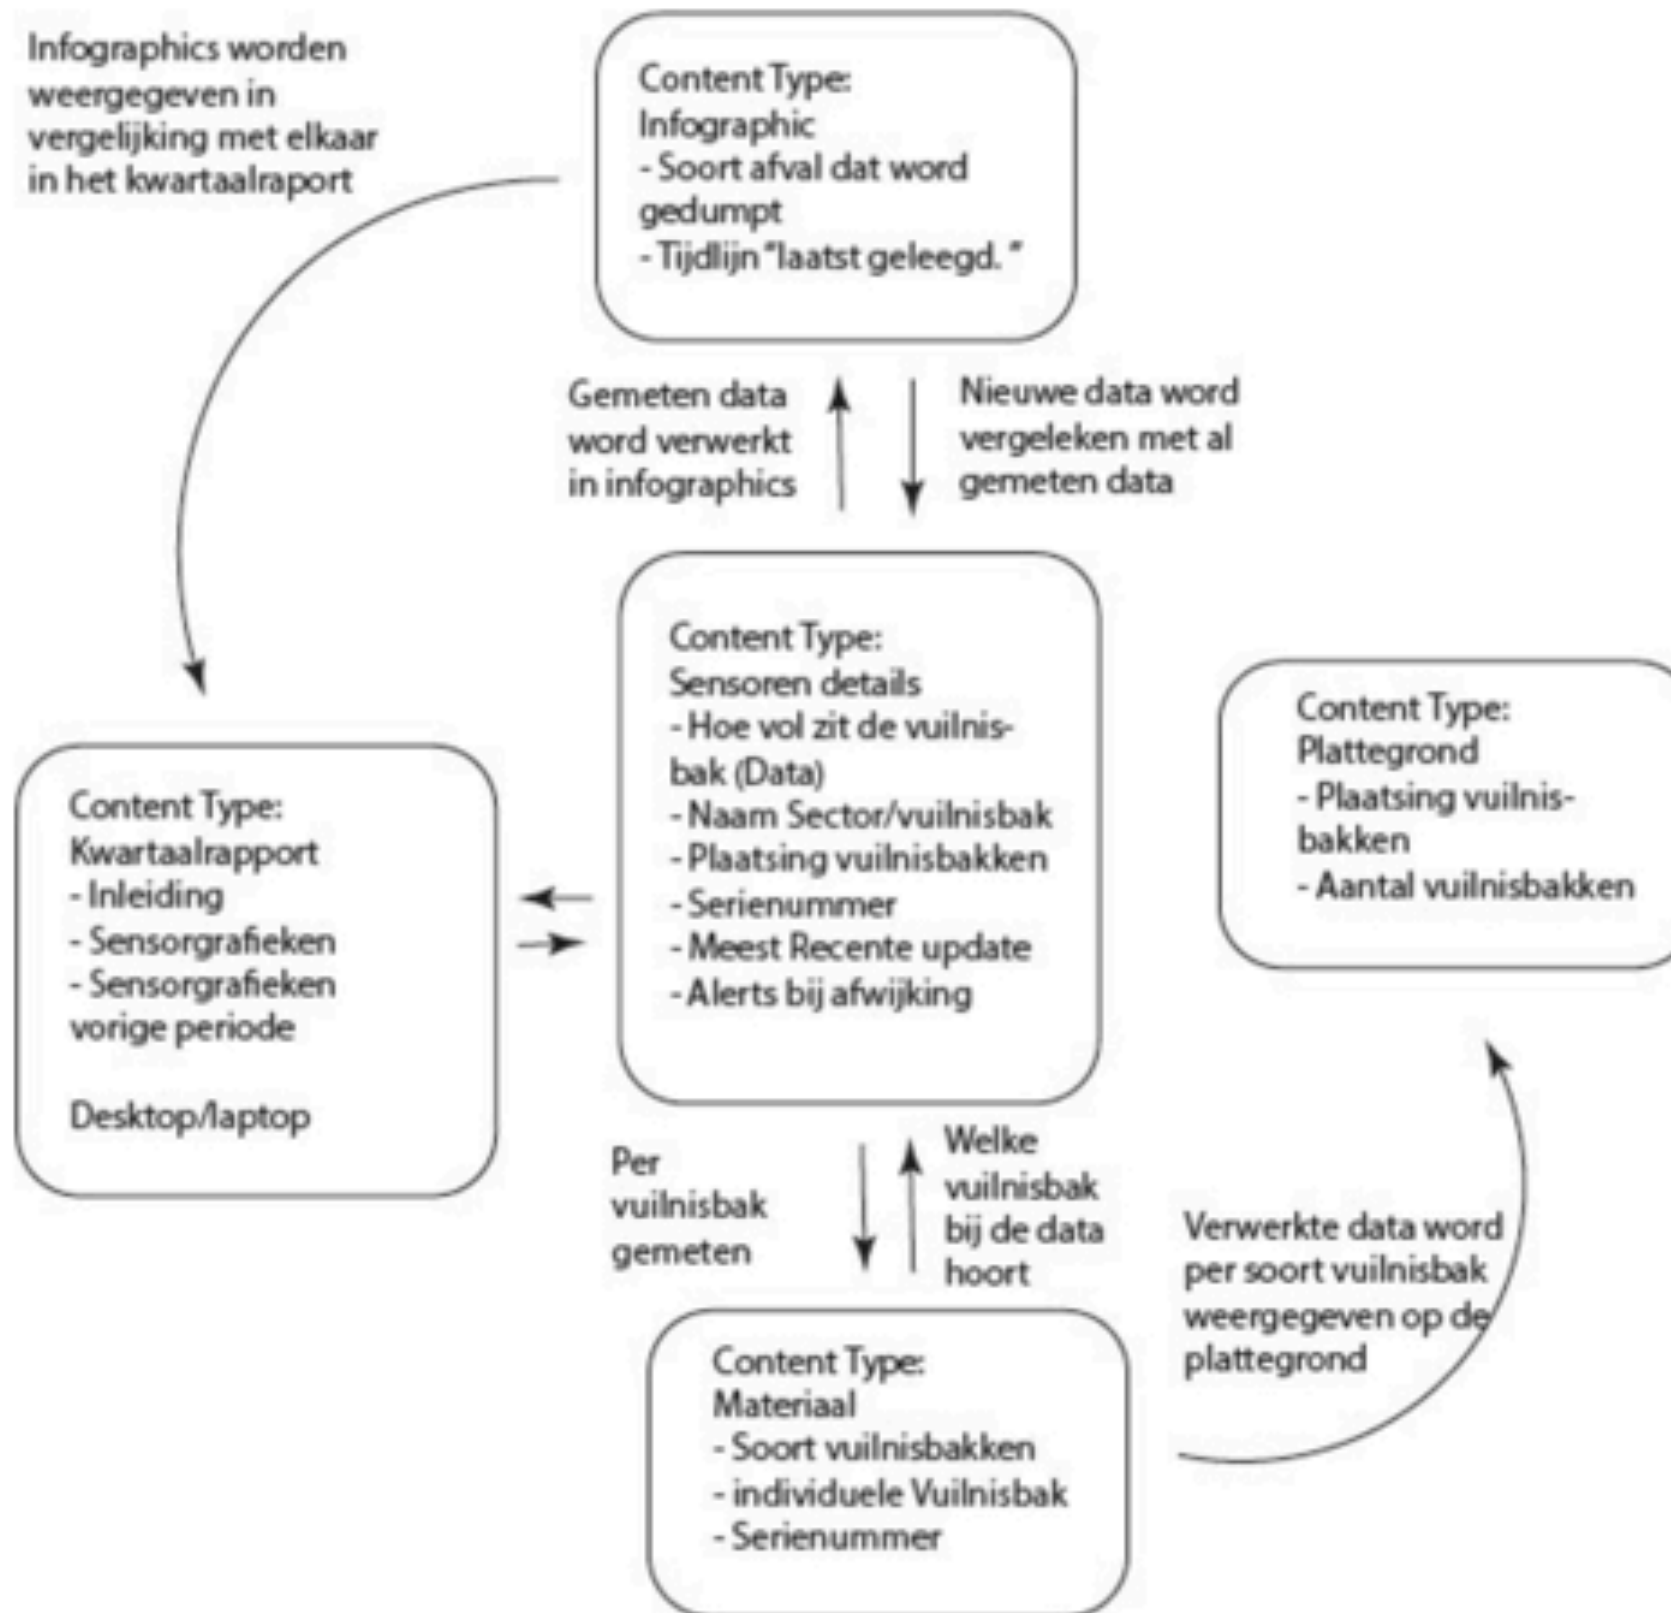 Infographics worden
weergegeven in
vergelijking met elkaar
in het kwartaalraport
Content Type:
Infographic
- Soort afval dat word
gedumpt
- Tijdlijn "laatst geleegd. "
Gemeten data
word verwerkt
in infographics
Nieuwe data word
vergeleken met al
gemeten data
Content Type:
Sensoren details
- Hoe vol zit de vuilnis-
bak (Data)
- Naam Sector/vuilnisbak
- Plaatsing vuilnisbakken
- Serienummer
- Meest Recente update
- Alerts bij afwijking
Content Type:
Plattegrond
- Plaatsing vuilnis-
bakken
- Aantal vuilnisbakken
Content Type:
Kwartaalrapport
- Inleiding
- Sensorgrafieken
- Sensorgrafieken
vorige periode
Desktop/laptop
Per
vuilnisbak
gemeten
Welke
vuilnisbak
bij de data
hoort
Verwerkte data word
per soort vuilnisbak
weergegeven op de
plattegrond
Content Type:
Materiaal
- Soort vuilnisbakken
- individuele Vuilnisbak
- Serienummer